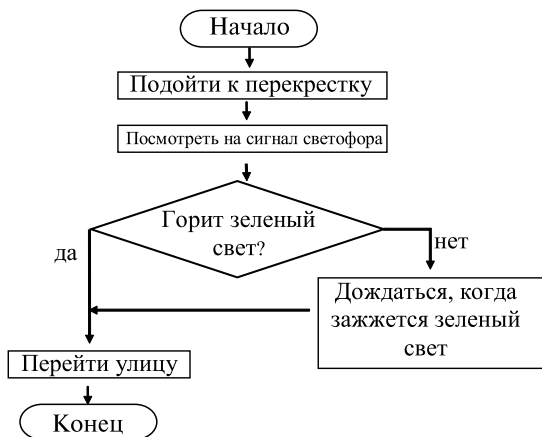 Начало
Подойти к перекрестку
Посмотреть на сигнал светофора
Горит зеленый
свет?
да
нет
Дождаться, когда
зажжется зеленый
свет
Перейти улицу
Конец